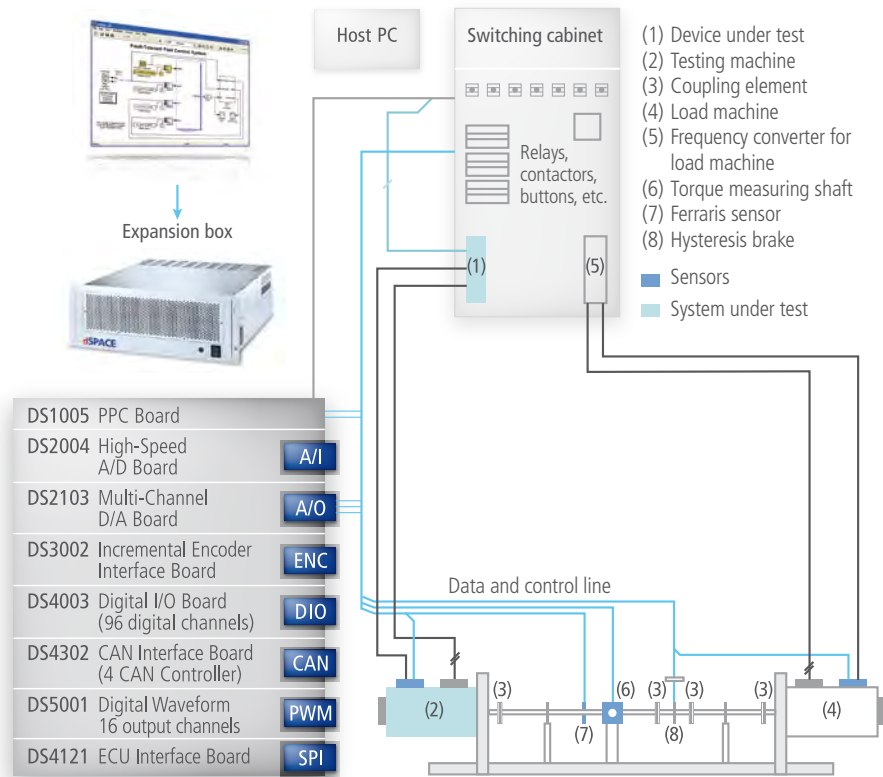 Host PC
Switching cabinet
(1) Device under test
(2) Testing machine
(3) Coupling element
(4) Load machine
(5) Frequency converter for
load machine
(6) Torque measuring shaft
(7) Ferraris sensor
(8) Hysteresis brake
Sensors
System under test
Relays,
contactors,
buttons, etc.
(1)
(5)
Expansion box
dSPACE
DS1005 PPC Board
DS2004 High-Speed
A/D Board
A/I
DS2103 Multi-Channel
D/A Board
A/O
DS3002 Incremental Encoder
Interface Board
ENC
DS4003 Digital I/O Board
(96 digital channels)
DIO
DS4302 CAN Interface Board
(4 CAN Controller)
CAN
DS5001 Digital Waveform
16 output channels
PWM
DS4121 ECU Interface Board
SPI
Data and control line
(2)
(3)
(7)
(6)
(3)
(8)
(3)
(3)
(4)